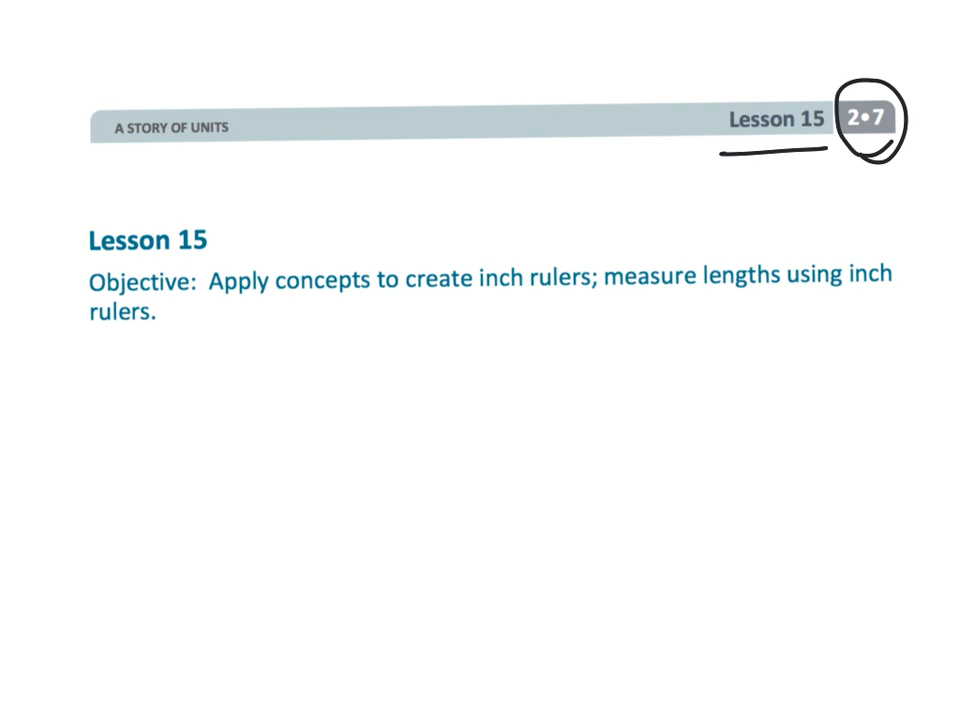 A STORY OF UNITS
Lesson 15 2•7
Lesson 15
Objective: Apply concepts to create inch rulers; measure lengths using inch
rulers.